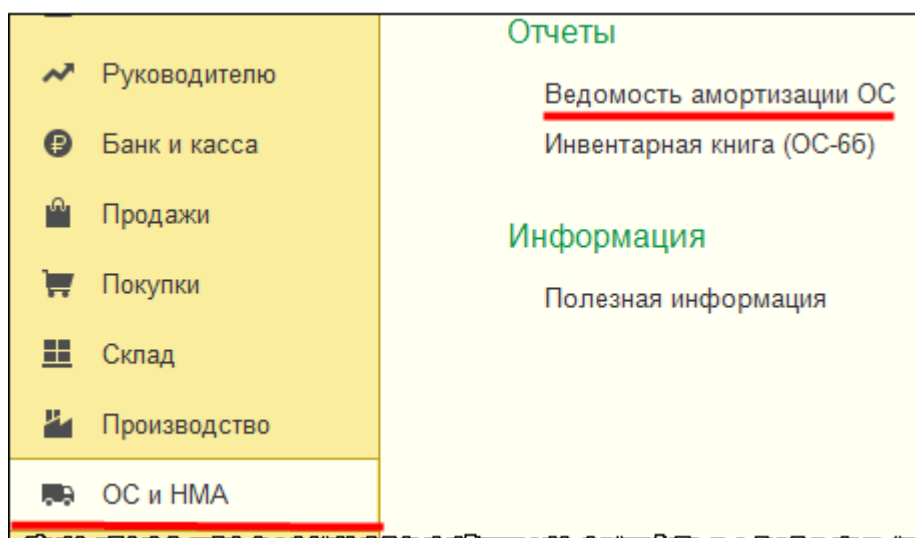 Руководителю
Банк и касса
Продажи
Покупки
Склад
Производство
ОС и НМА
Отчеты
Ведомость амортизации ОС
Инвентарная книга (ОС-6б)
Информация
Полезная информация